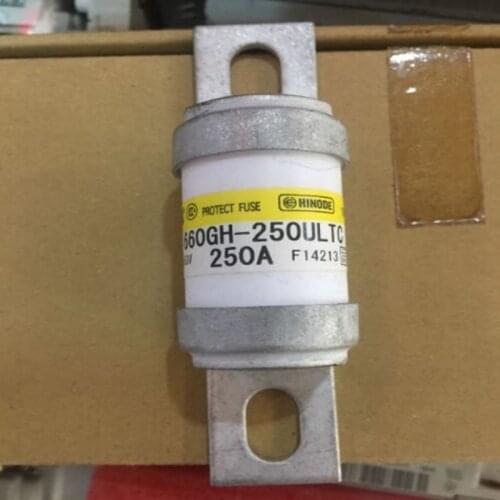 PROTECT FUSE HINODE
660GH-250ULTC
250A F14213